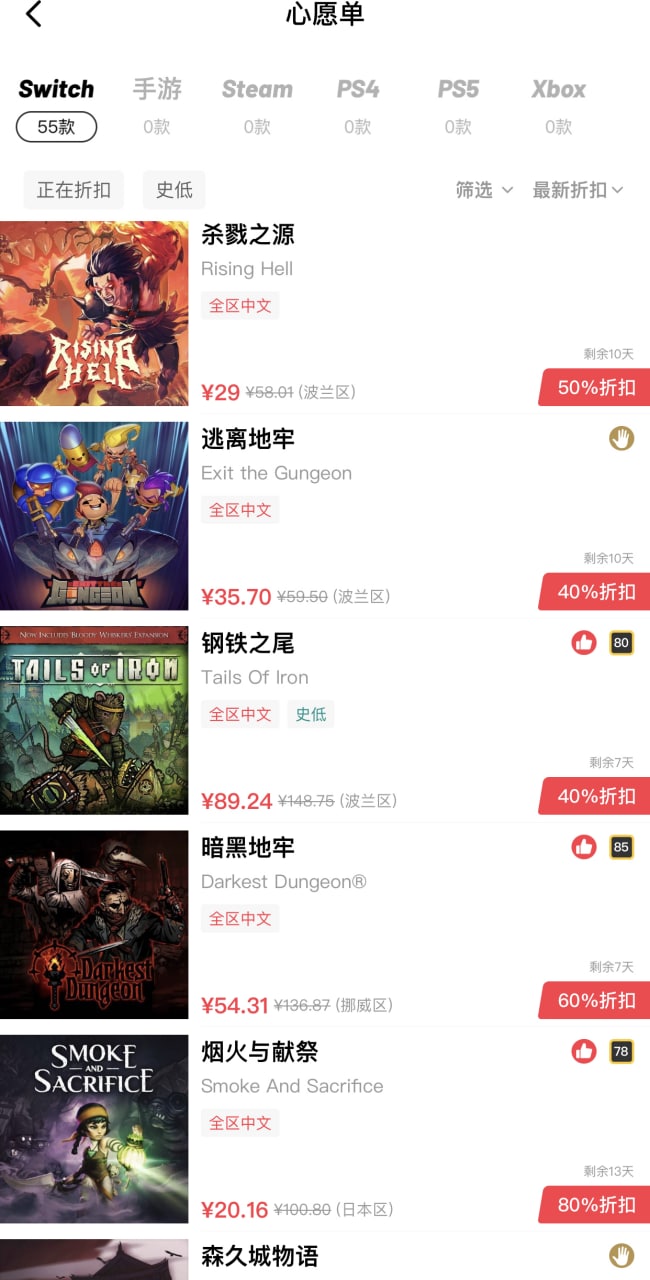 心愿单
Switch 手游 Steam PS4 PS5 Xbox
55款 0款 0款 0款 0款 0款
正在折扣 史低 筛选 最新折扣
RISING HELL
杀戮之源
Rising Hell
全区中文
剩余10天
¥29 ¥58.01 (波兰区) 50%折扣
EXIT THE GUNGEON
逃离地牢
Exit the Gungeon
全区中文
剩余10天
¥35.70 ¥59.50 (波兰区) 40%折扣
NOW INCLUDES BLOODY WHISKERS EXPANSION
TAILS OF IRON
钢铁之尾
80
Tails Of Iron
全区中文 史低
剩余7天
¥89.24 ¥148.75 (波兰区) 40%折扣
Darkest Dungeon
暗黑地牢
85
Darkest Dungeon®
全区中文
剩余7天
¥54.31 ¥136.87 (挪威区) 60%折扣
SMOKE AND SACRIFICE
烟火与献祭
78
Smoke And Sacrifice
全区中文
剩余13天
¥20.16 ¥100.80 (日本区) 80%折扣
森久城物语